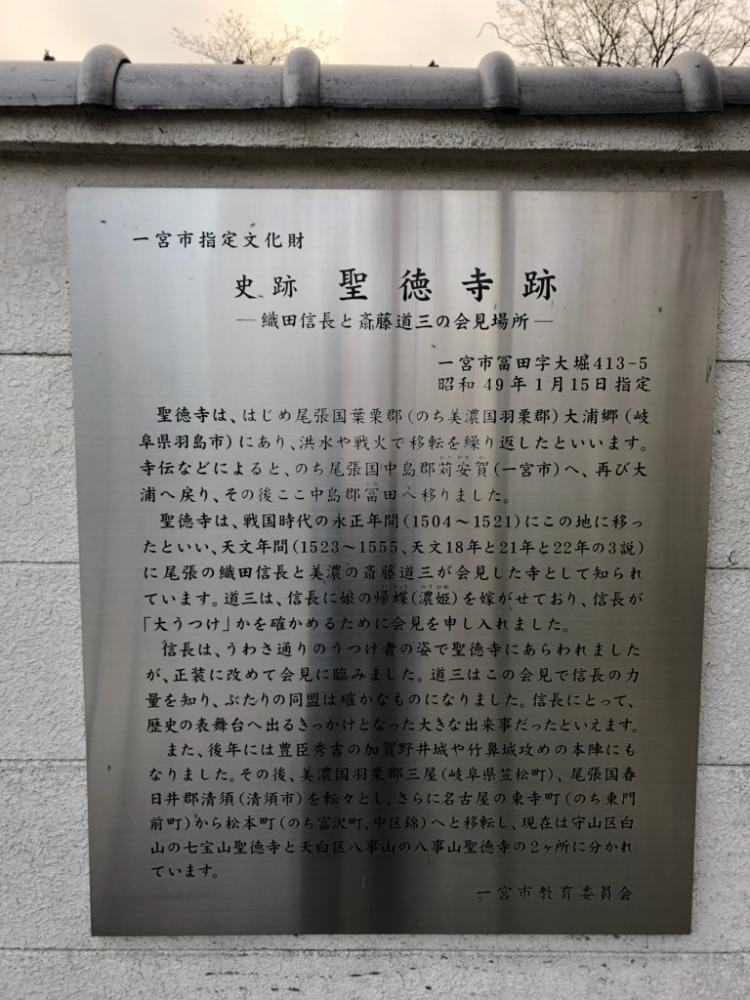 一宮市指定文化財
史跡 聖徳寺跡
―織田信長と斎藤道三の会見場所―
一宮市冨田字大堀413-5
昭和49年1月15日指定
聖徳寺は、はじめ尾張国葉栗郡(のち美濃国羽栗郡)大浦郷(岐
阜県羽島市)にあり、洪水や戦火で移転を繰り返したといいます。
寺伝などによると、のち尾張国中島郡苅安賀(一宮市)へ、再び大
浦へ戻り、その後ここ中島郡冨田へ移りました。
聖徳寺は、戦国時代の永正年間(1504～1521)にこの地に移っ
たといい、天文年間(1523～1555、天文18年と21年と22年の3説)
に尾張の織田信長と美濃の斎藤道三が会見した寺として知られ
ています。道三は、信長に娘の帰蝶(濃姫)を嫁がせており、信長が
「大うつけ」かを確かめるために会見を申し入れました。
信長は、うわさ通りのうつけ者の姿で聖徳寺にあらわれました
が、正装に改めて会見に臨みました。道三はこの会見で信長の力
量を知り、ふたりの同盟は確かなものになりました。信長にとって、
歴史の表舞台へ出るきっかけとなった大きな出来事だったといえます。
また、後年には豊臣秀吉の加賀野井城や竹鼻城攻めの本陣にも
なりました。その後、美濃国羽栗郡三屋(岐阜県笠松町)、尾張国春
日井郡清須(清須市)を転々とし、さらに名古屋の東寺町(のち東門
前町)から松本町(のち富沢町、中区錦)へと移転し、現在は守山区白
山の七宝山聖徳寺と天白区八事山の八事山聖徳寺の2ヶ所に分かれ
ています。
一宮市教育委員会